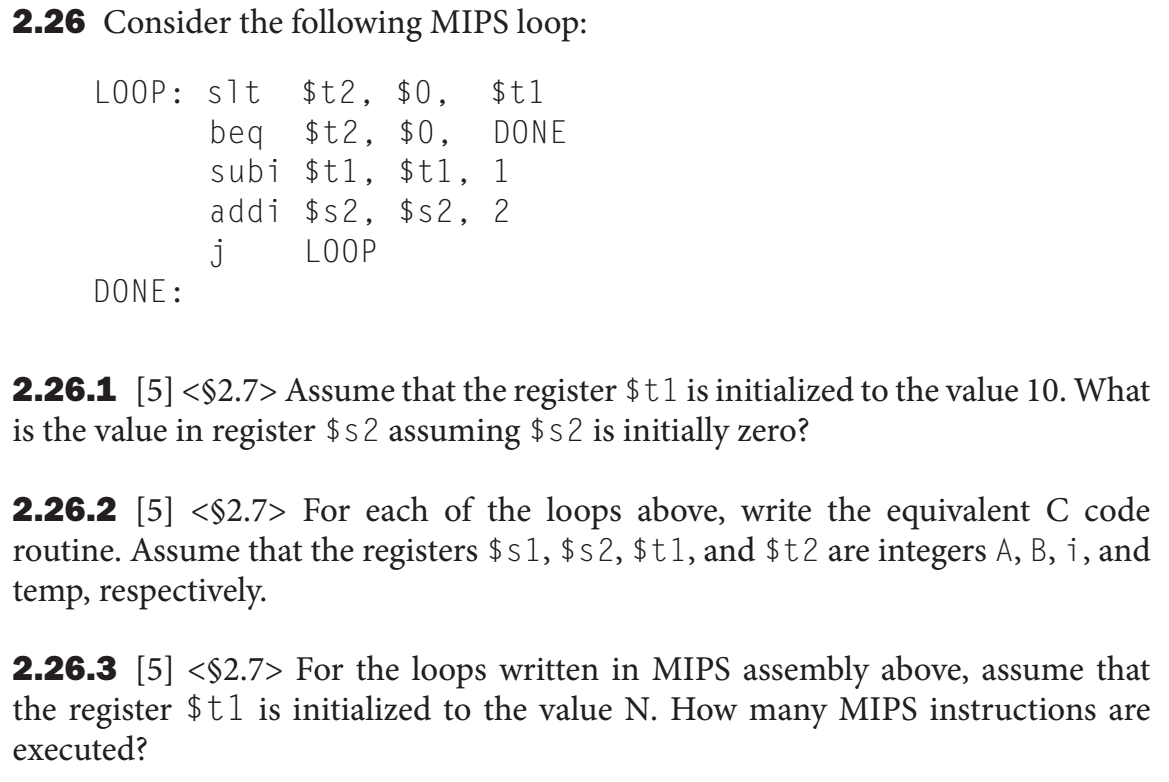 2.26 Consider the following MIPS loop:
LOOP: slt $t2, $0, $t1
beq $t2, $0, DONE
subi $t1, $t1, 1
addi $s2, $s2, 2
j LOOP
DONE:
2.26.1 [5] <§2.7> Assume that the register $t1 is initialized to the value 10. What
is the value in register $s2 assuming $s2 is initially zero?
2.26.2 [5] <§2.7> For each of the loops above, write the equivalent C code
routine. Assume that the registers $s1, $s2, $t1, and $t2 are integers A, B, i, and
temp, respectively.
2.26.3 [5] <§2.7> For the loops written in MIPS assembly above, assume that
the register $t1 is initialized to the value N. How many MIPS instructions are
executed?